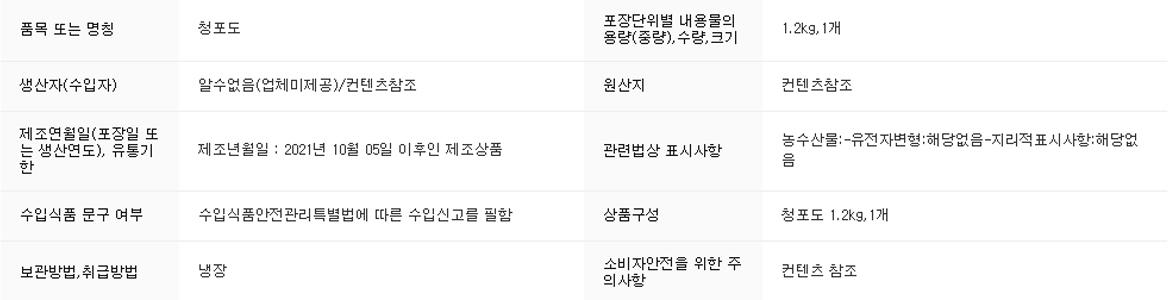 품목 또는 명칭
청포도
포장단위별 내용물의
용량(중량),수량,크기
1.2kg,1개
생산자(수입자)
알수없음(업체미제공)/컨텐츠참조
원산지
컨텐츠참조
제조연월일(포장일 또
는 생산연도), 유통기
한
제조년월일 : 2021년 10월 05일 이후인 제조상품
관련법상 표시사항
농수산물:-유전자변형:해당없음-지리적표시사항:해당없
음
수입식품 문구 여부
수입식품안전관리특별법에 따른 수입신고를 필함
상품구성
청포도 1.2kg,1개
보관방법,취급방법
냉장
소비자안전을 위한 주
의사항
컨텐츠 참조